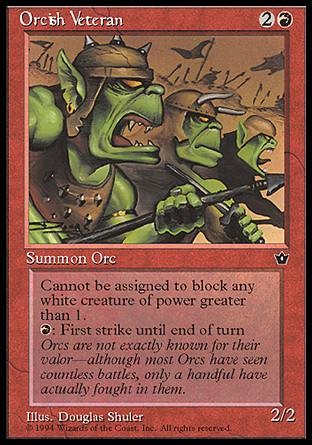 Orcish Veteran 2
Summon Orc
Cannot be assigned to block any
white creature of power greater
than 1.
: First strike until end of turn
Orcs are not exactly known for their
valor—although most Orcs have seen
countless battles, only a handful have
actually fought in them.
2/2
Illus. Douglas Shuler
© 1994 Wizards of the Coast, Inc. All rights reserved.